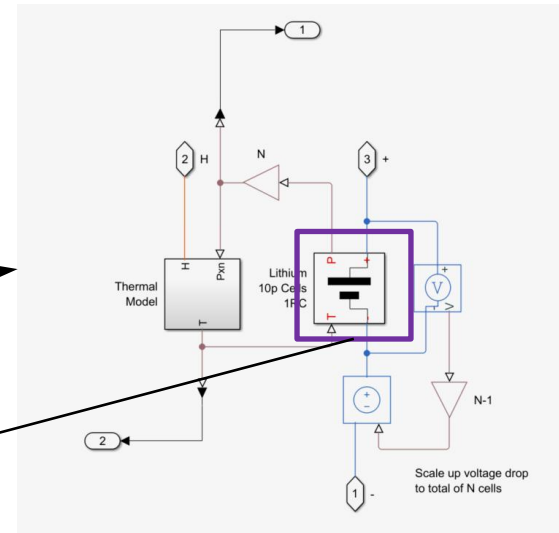 1
2 H
N
3 +
H
Pxn
T
Thermal
Model
Lithium
10p Cells
1RC
P
+
T
-
+
V
-
V
+
-
N-1
2
1 -
Scale up voltage drop
to total of N cells